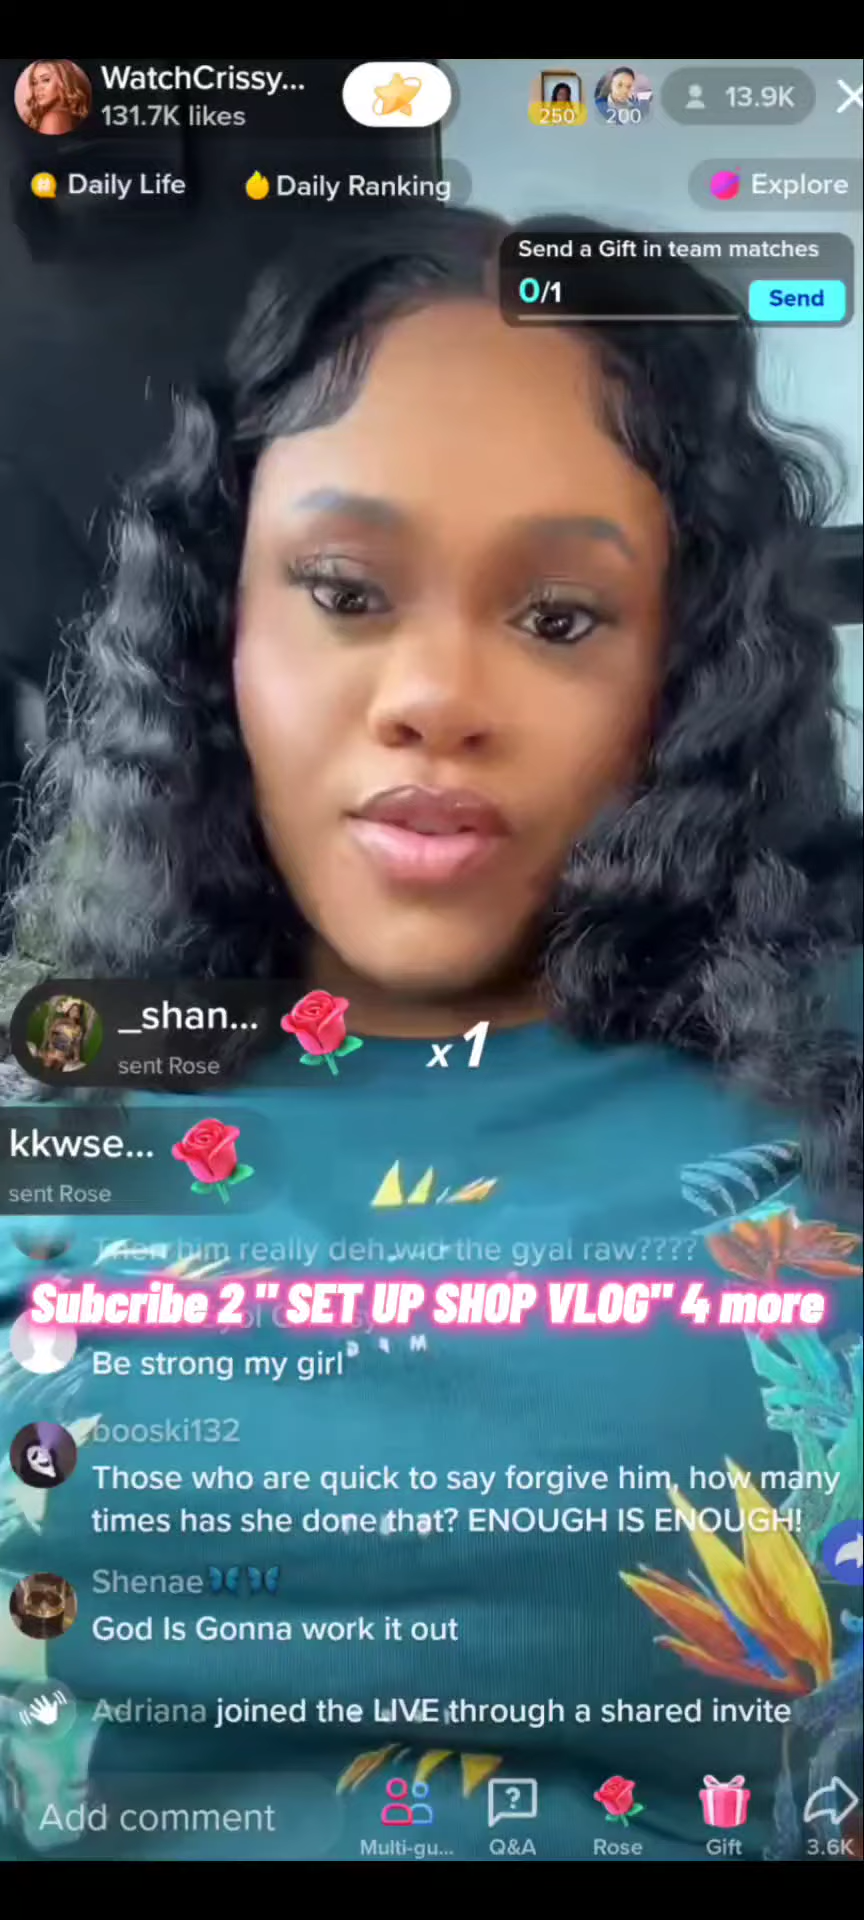 WatchCrissy...
131.7K likes
250
200
13.9K
Daily Life
Daily Ranking
Explore
Send a Gift in team matches
0/1
Send
_shan...
sent Rose
x1
kkwse...
sent Rose
Then him really deh wid the gyal raw????
Subcribe 2 " SET UP SHOP VLOG" 4 more
Be strong my girl
booski132
Those who are quick to say forgive him, how many
times has she done that? ENOUGH IS ENOUGH!
Shenae
God Is Gonna work it out
Adriana joined the LIVE through a shared invite
Add comment
Multi-gu...
Q&A
Rose
Gift
3.6K